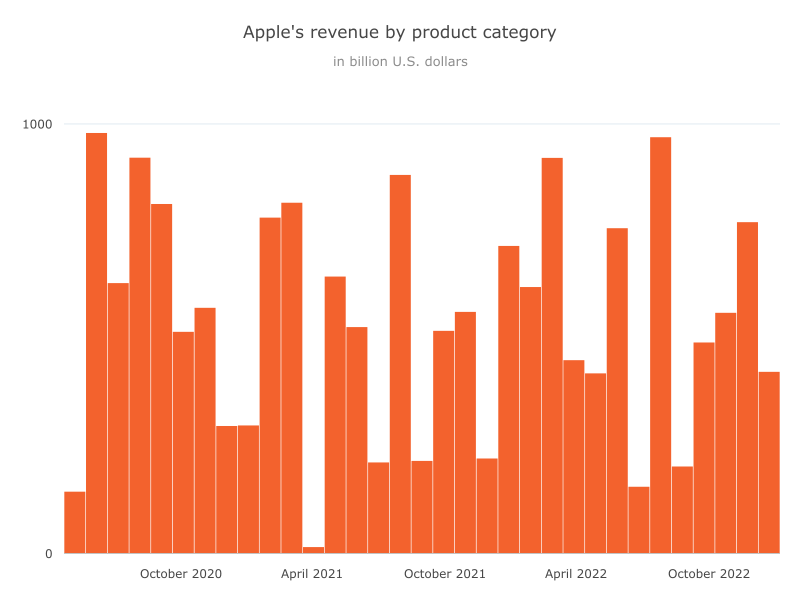 Apple's revenue by product category
in billion U.S. dollars
1000
0
October 2020 April 2021 October 2021 April 2022 October 2022